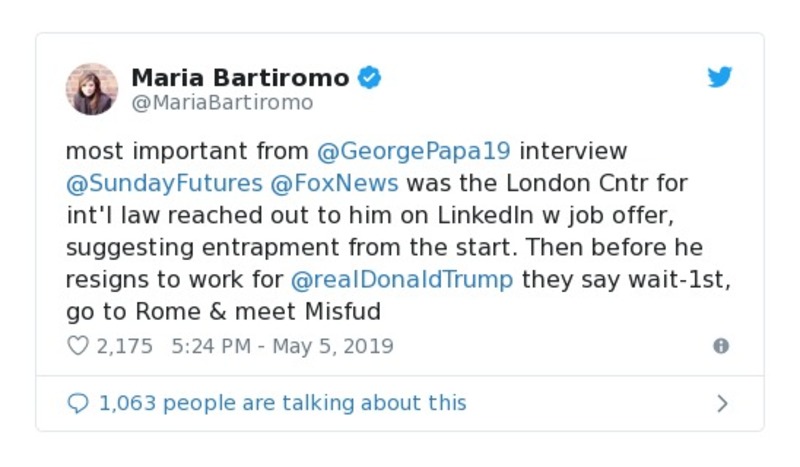 Maria Bartiromo
@MariaBartiromo
most important from @GeorgePapa19 interview
@SundayFutures @FoxNews was the London Cntr for
int'l law reached out to him on LinkedIn w job offer,
suggesting entrapment from the start. Then before he
resigns to work for @realDonaldTrump they say wait-1st,
go to Rome & meet Misfud
2,175 5:24 PM - May 5, 2019
1,063 people are talking about this